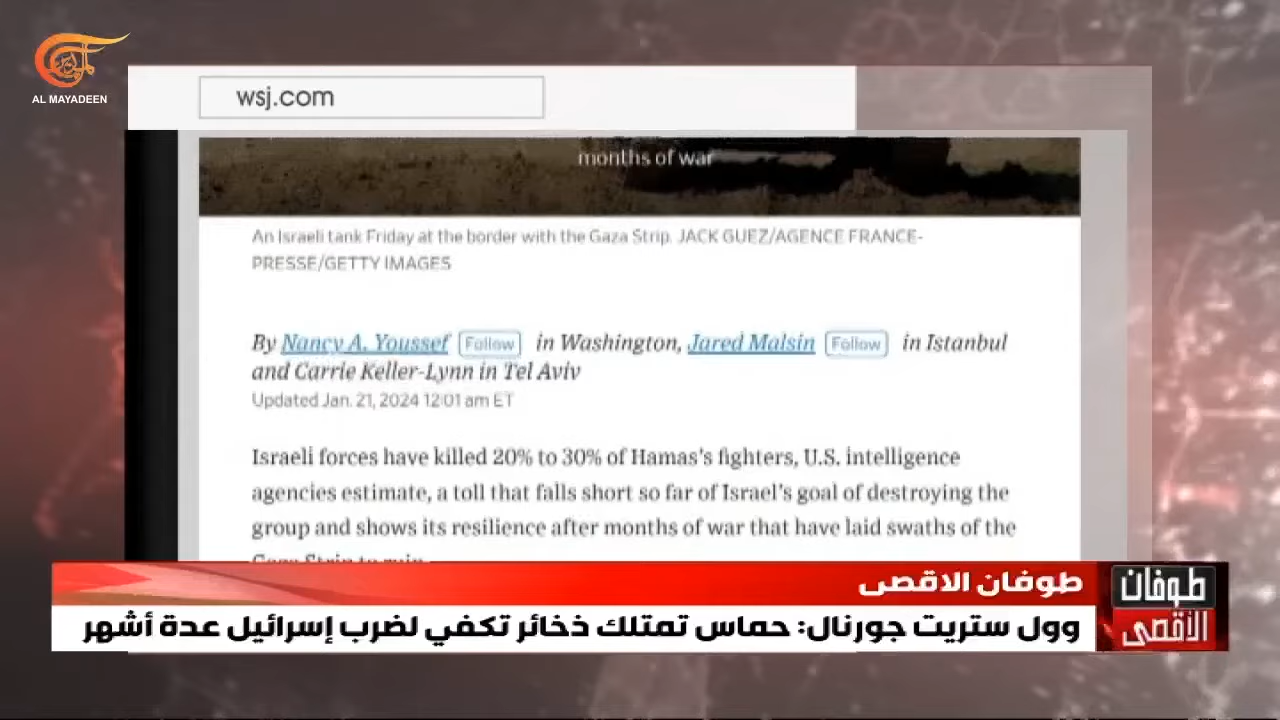 AL MAYADEEN
wsj.com
months of war
An Israeli tank Friday at the border with the Gaza Strip. JACK GUEZ/AGENCE FRANCE-
PRESSE/GETTY IMAGES
By Nancy A. Youssef Follow in Washington, Jared Malsin Follow in Istanbul
and Carrie Keller-Lynn in Tel Aviv
Updated Jan. 21, 2024 12:01 am ET
Israeli forces have killed 20% to 30% of Hamas's fighters, U.S. intelligence
agencies estimate, a toll that falls short so far of Israel's goal of destroying the
group and shows its resilience after months of war that have laid swaths of the
Gaza Strip to ruin
طوفان الاقصى
وول ستريت جورنال: حماس تمتلك ذخائر تكفي لضرب إسرائيل عدة أشهر
طوفان
الأقصى